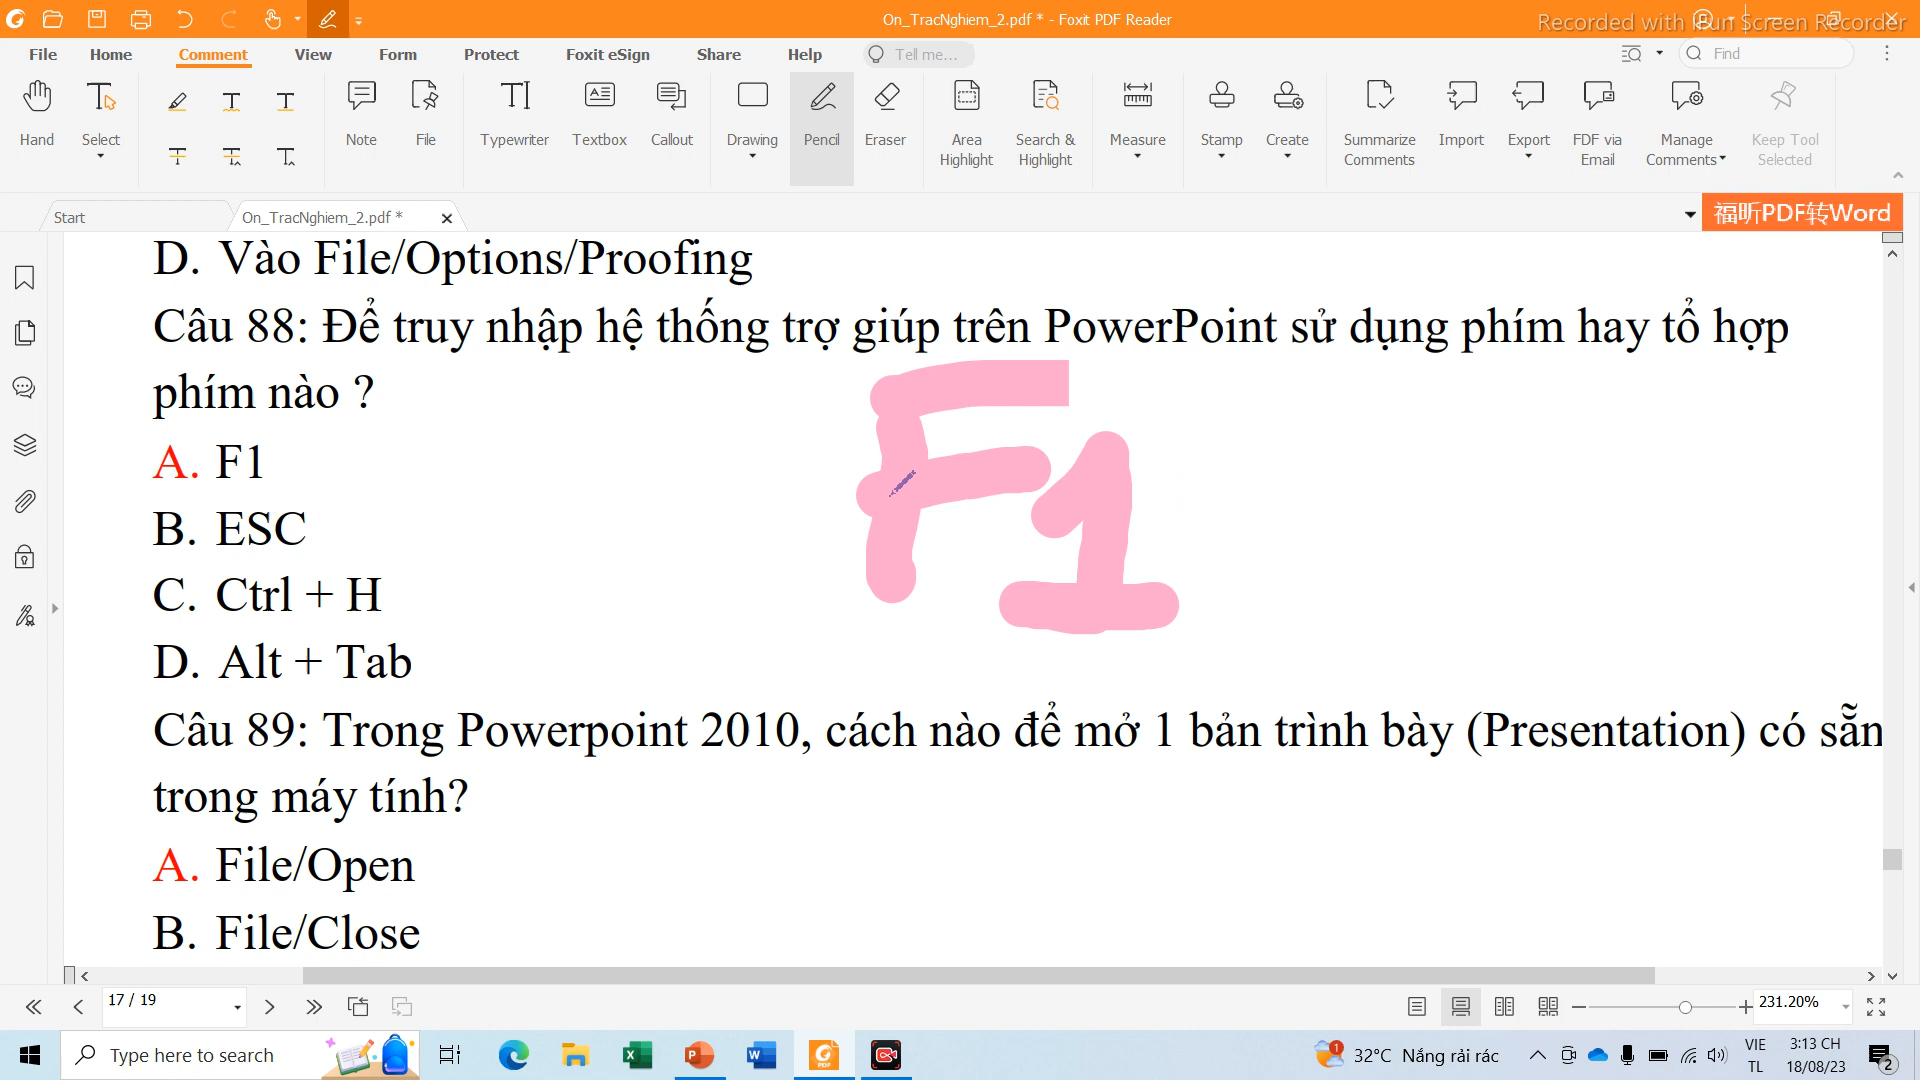 On_TracNghiem_2.pdf * - Foxit PDF Reader
Recorded with iFun Screen Recorder
File Home Comment View Form Protect Foxit eSign Share Help Tell me... Find
Hand Select Note File Typewriter Textbox Callout Drawing Pencil Eraser Area Highlight Search & Highlight Measure Stamp Create Summarize Comments Import Export FDF via Email Manage Comments Keep Tool Selected
Start On_TracNghiem_2.pdf * 福昕PDF转Word
D. Vào File/Options/Proofing
Câu 88: Để truy nhập hệ thống trợ giúp trên PowerPoint sử dụng phím hay tổ hợp
phím nào ?
F1
A. F1
B. ESC
C. Ctrl + H
D. Alt + Tab
Câu 89: Trong Powerpoint 2010, cách nào để mở 1 bản trình bày (Presentation) có sẵn
trong máy tính?
A. File/Open
B. File/Close
17 / 19 231.20%
Type here to search 1 32°C Nắng rải rác VIE 3:13 CH
TL 18/08/23 2